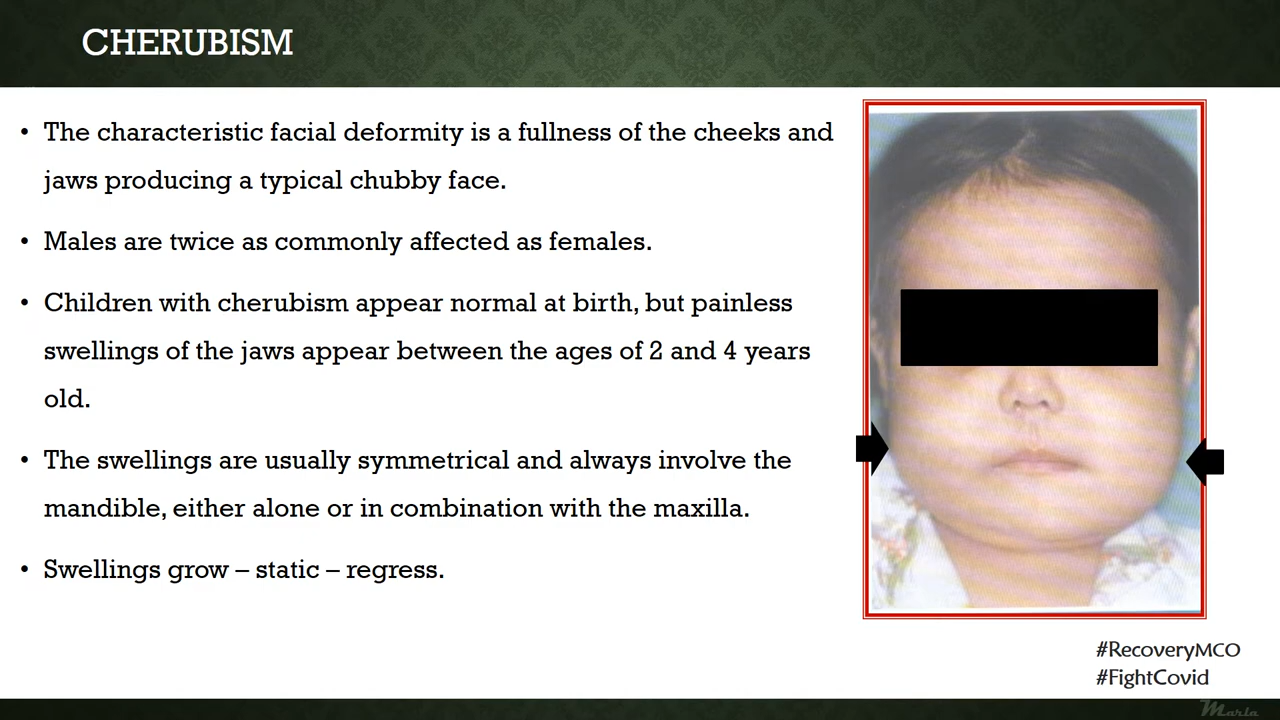 CHERUBISM
• The characteristic facial deformity is a fullness of the cheeks and
jaws producing a typical chubby face.
• Males are twice as commonly affected as females.
• Children with cherubism appear normal at birth, but painless
swellings of the jaws appear between the ages of 2 and 4 years
old.
• The swellings are usually symmetrical and always involve the
mandible, either alone or in combination with the maxilla.
• Swellings grow – static – regress.
#RecoveryMCO
#FightCovid
Marla